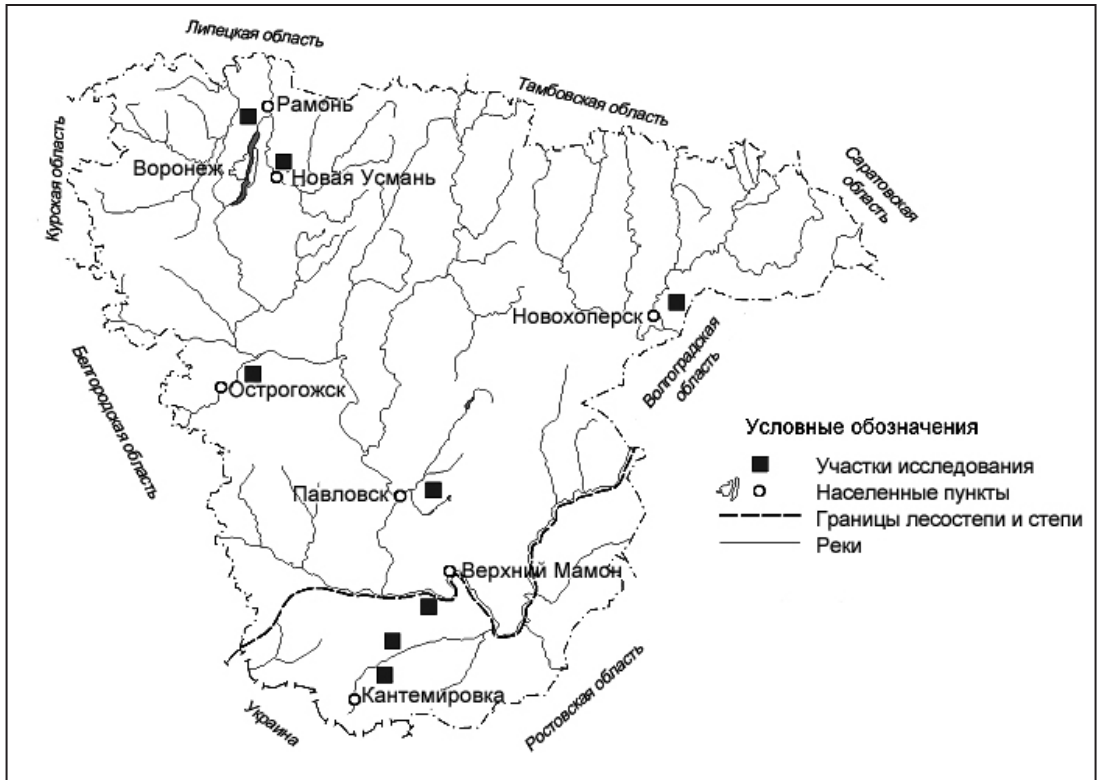 Липецкая область
Тамбовская область
Саратовская
область
Курская область
Рамонь
Воронеж
Новая Усмань
Новохоперск
Волгоградская
область
Белгородская область
Острогожск
Павловск
Верхний Мамон
Кантемировка
Украина
Ростовская область
Условные обозначения
Участки исследования
Населенные пункты
Границы лесостепи и степи
Реки